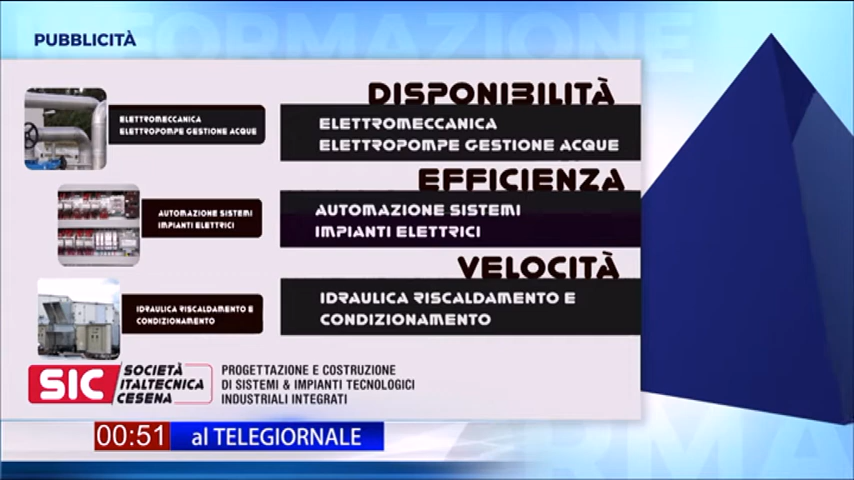 FORMAZIONE
PUBBLICITÀ
DISPONIBILITÀ
ELETTROMECCANICA
ELETTROPOMPE GESTIONE ACQUE
ELETTROMECCANICA
ELETTROPOMPE GESTIONE ACQUE
EFFICIENZA
AUTOMAZIONE SISTEMI
IMPIANTI ELETTRICI
AUTOMAZIONE SISTEMI
IMPIANTI ELETTRICI
VELOCITÀ
IDRAULICA RISCALDAMENTO E
CONDIZIONAMENTO
IDRAULICA RISCALDAMENTO E
CONDIZIONAMENTO
SIC
SOCIETÀ
ITALTECNICA
CESENA
PROGETTAZIONE E COSTRUZIONE
DI SISTEMI & IMPIANTI TECNOLOGICI
INDUSTRIALI INTEGRATI
00:51 al TELEGIORNALE
RMA